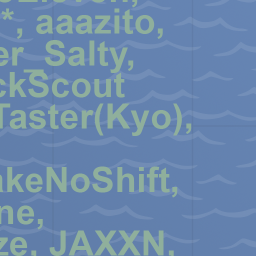 *, aaazito,
er_Salty,
ckScout
Taster(Kyo),
akeNoShift,
ne,
ze, JAXXN,